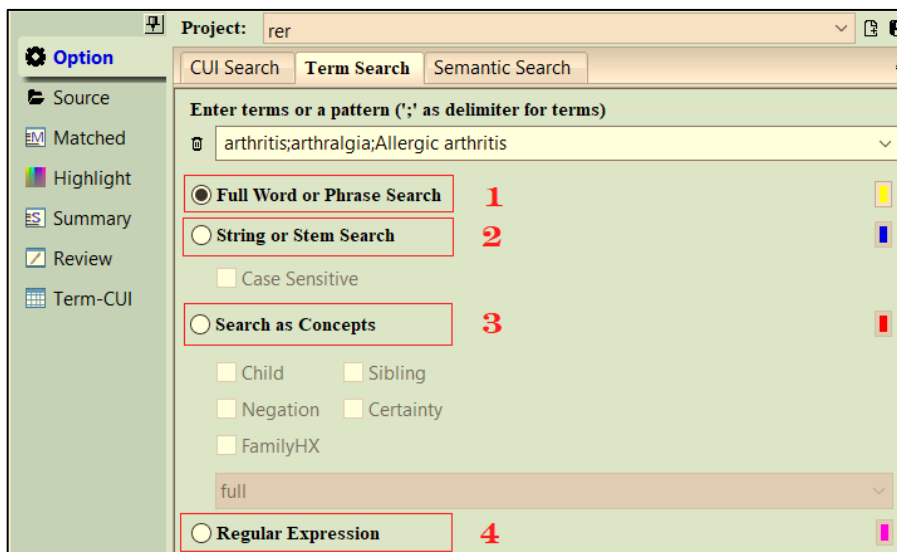 Project: rer
Option
CUI Search Term Search Semantic Search
Source
Enter terms or a pattern (';' as delimiter for terms)
Matched
arthritis;arthralgia;Allergic arthritis
Highlight
Full Word or Phrase Search 1
Summary
String or Stem Search 2
Review
Case Sensitive
Term-CUI
Search as Concepts 3
Child Sibling
Negation Certainty
FamilyHX
full
Regular Expression 4